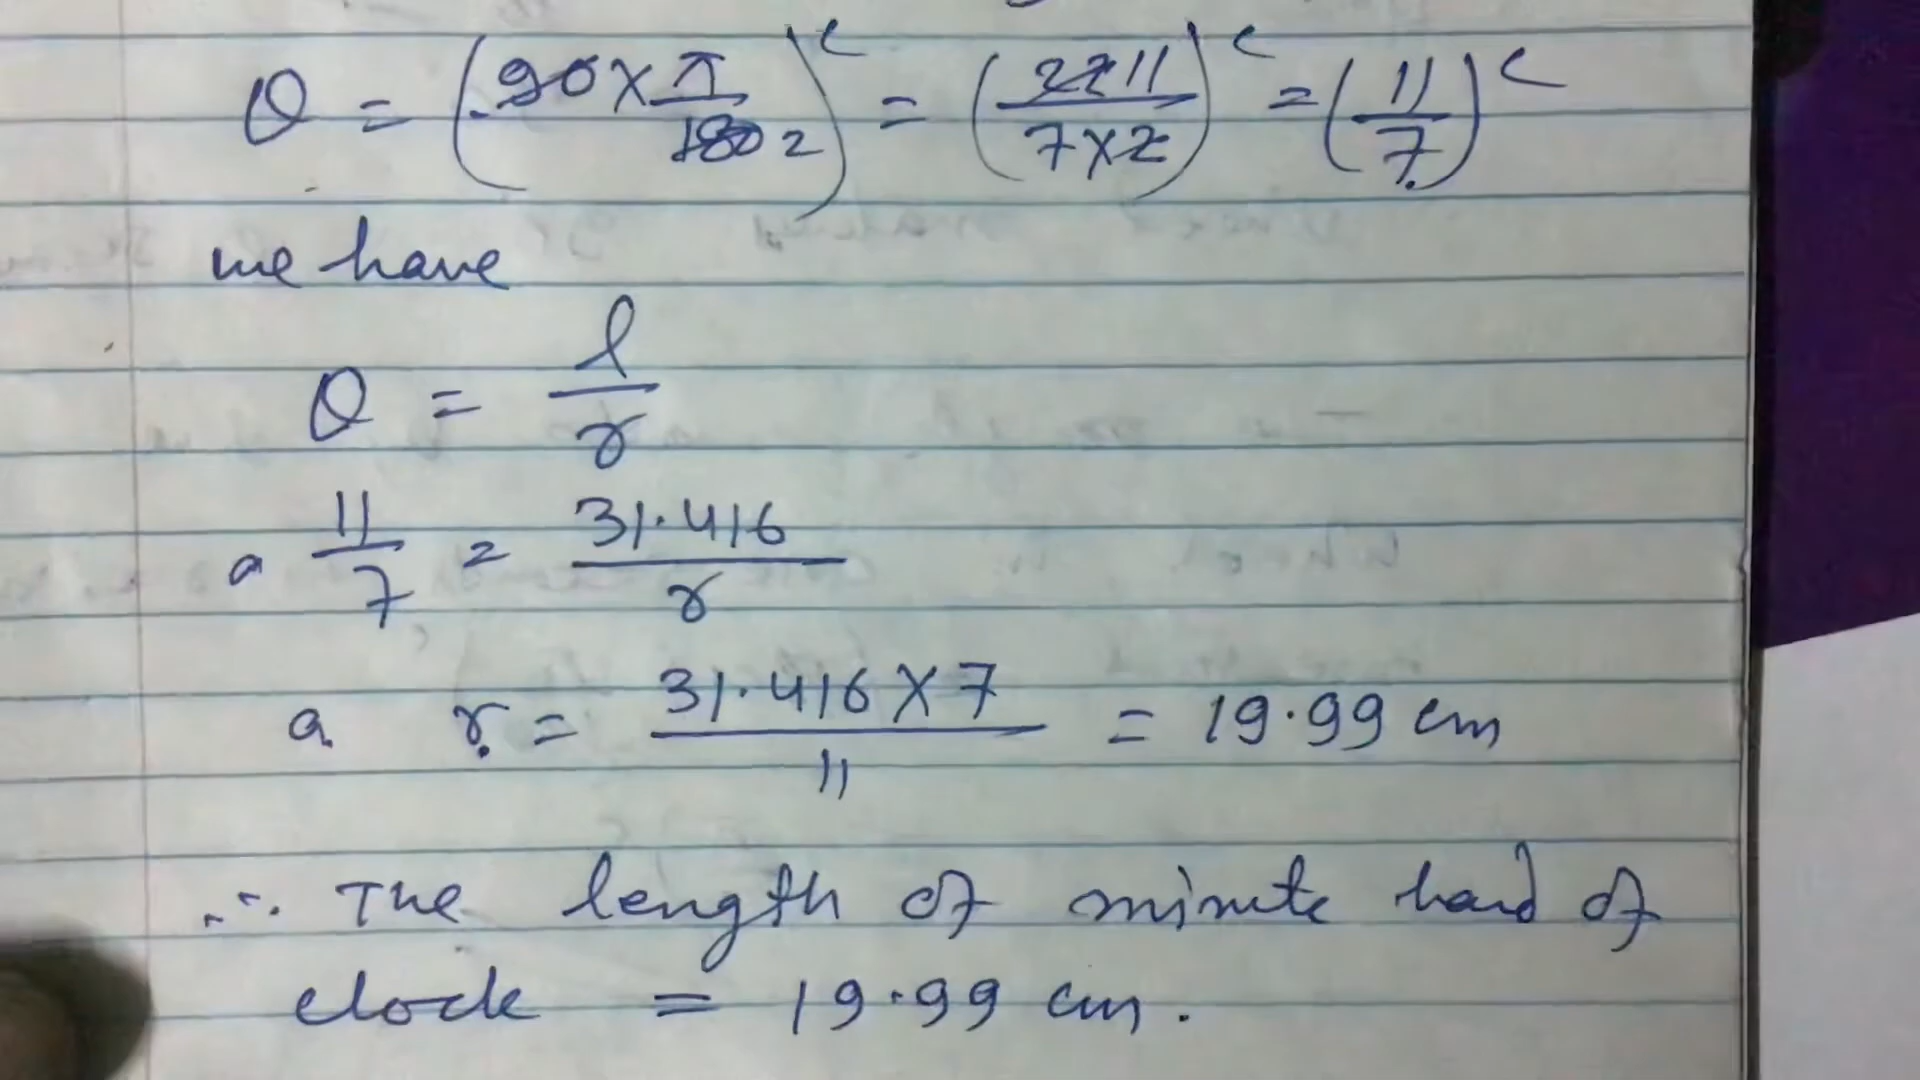 θ = (90 × π / 180 2)ᶜ = (22 11 / 7 × 2)ᶜ = (11 / 7)ᶜ
we have
θ = l / r
a 11 / 7 = 31.416 / r
a r = 31.416 × 7 / 11 = 19.99 cm
∴ The length of minute hand of
clock = 19.99 cm.